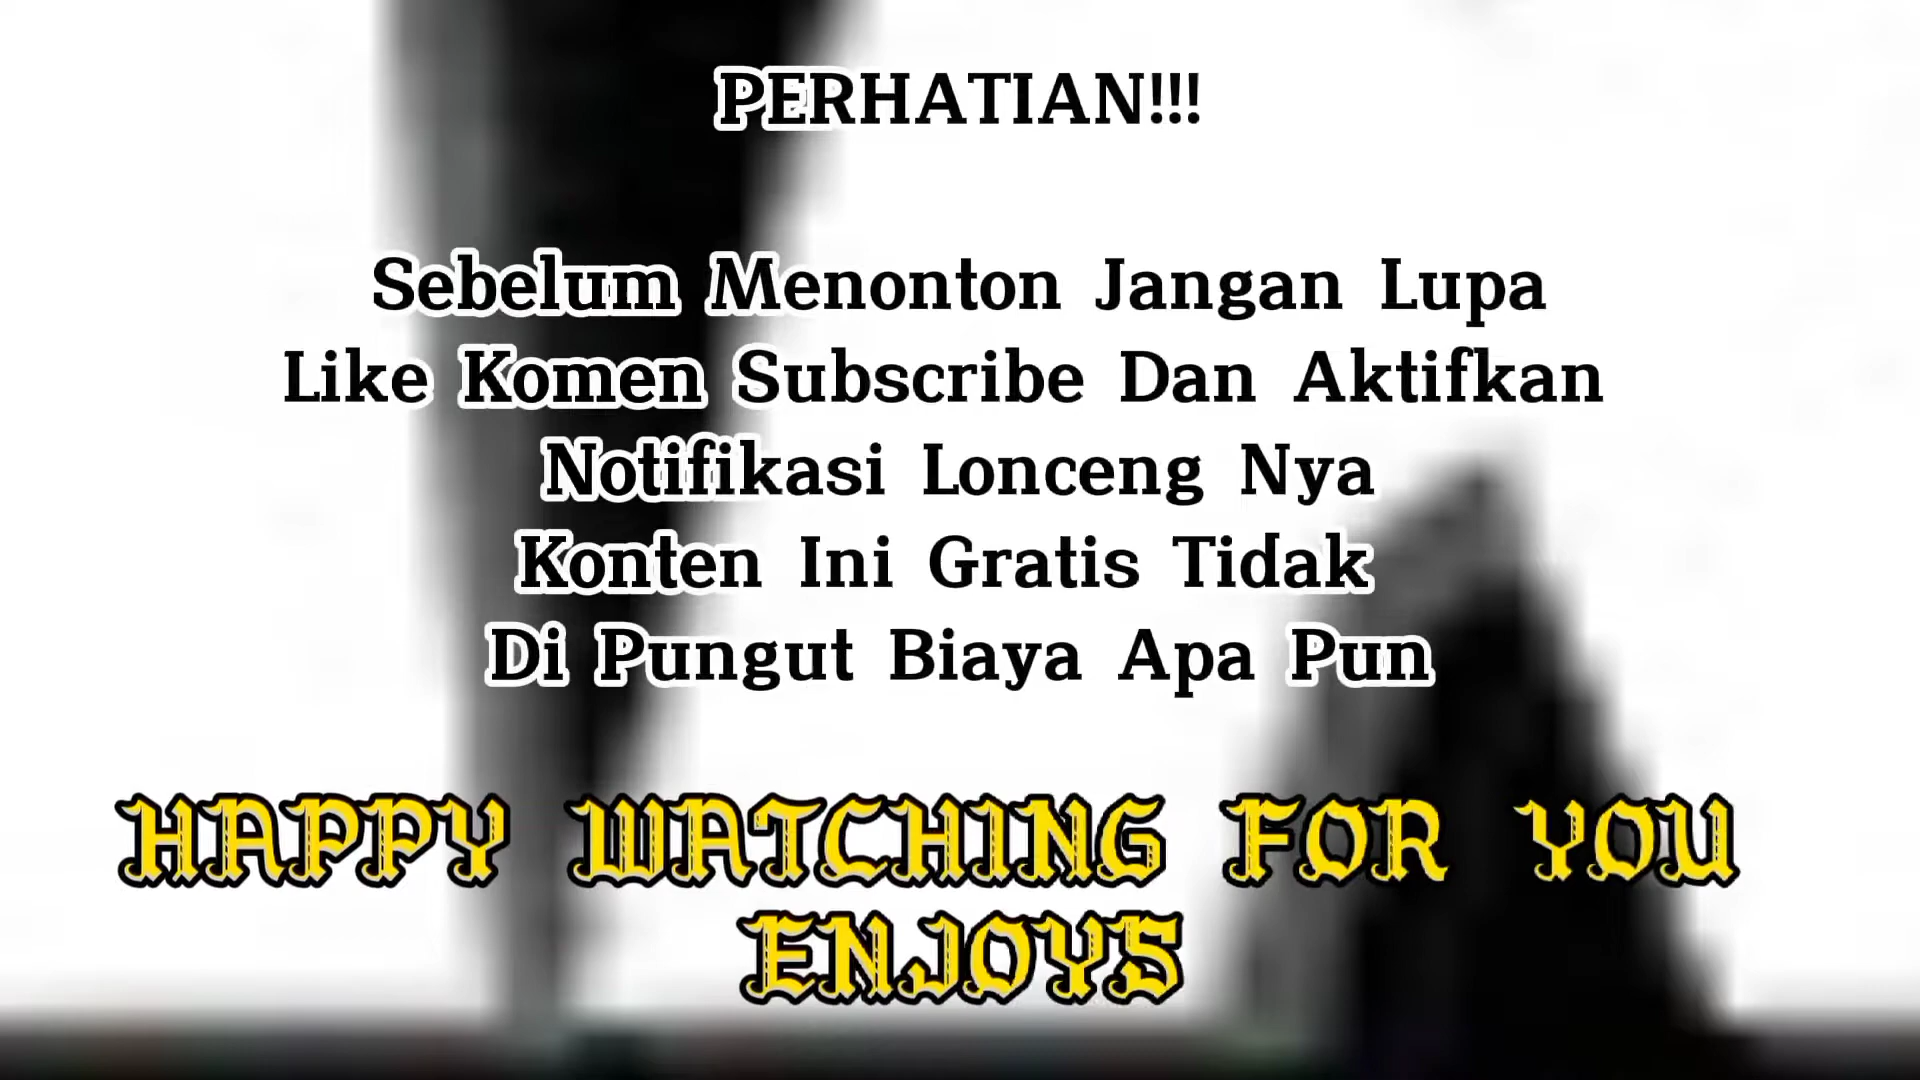 PERHATIAN!!!
Sebelum Menonton Jangan Lupa
Like Komen Subscribe Dan Aktifkan
Notifikasi Lonceng Nya
Konten Ini Gratis Tidak
Di Pungut Biaya Apa Pun
HAPPY WATCHING FOR YOU
ENJOYS